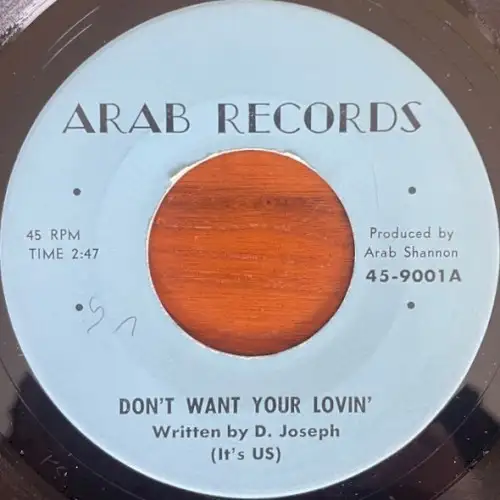 ARAB RECORDS
45 RPM
TIME 2:47
Produced by
Arab Shannon
45-9001A
DON'T WANT YOUR LOVIN'
Written by D. Joseph
(It's US)